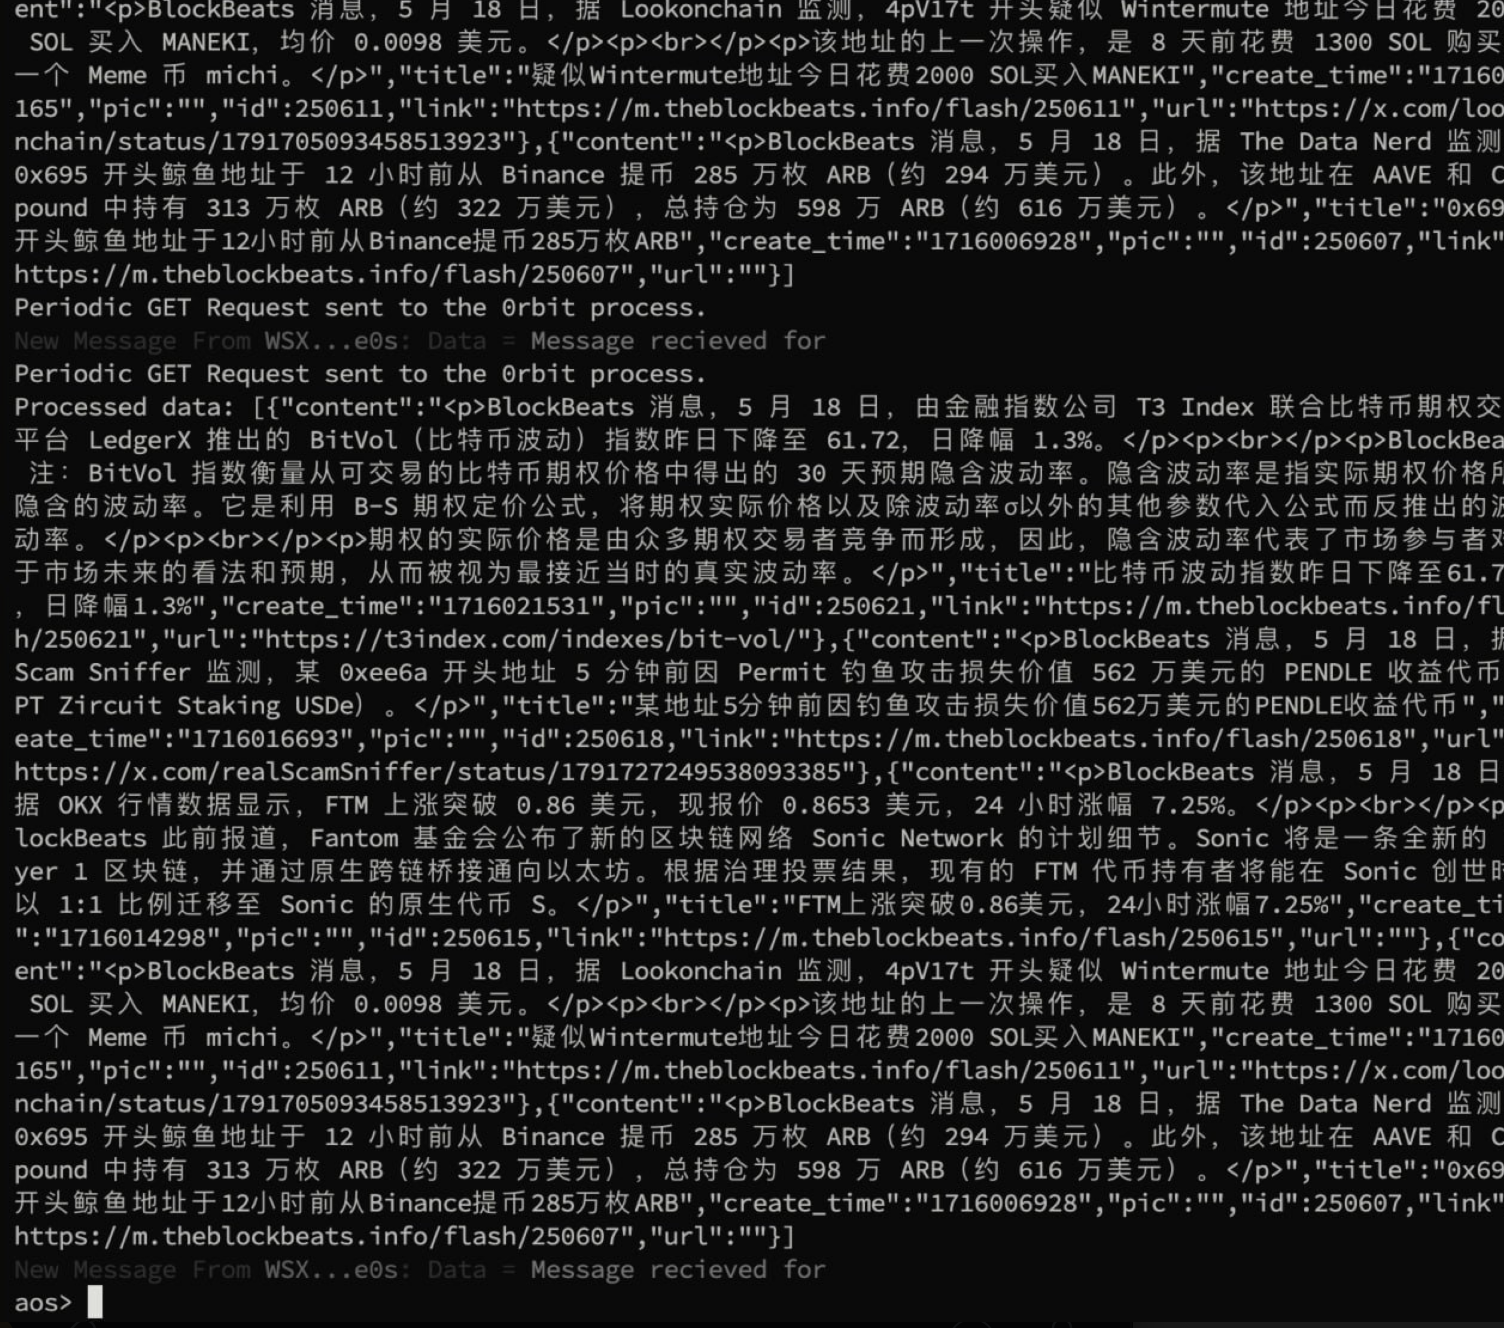 ent":"<p>BlockBeats 消息，5 月 18 日，据 Lookonchain 监测，4pV17t 开头疑似 Wintermute 地址今日花费 20
SOL 买入 MANEKI，均价 0.0098 美元。</p><p><br></p><p>该地址的上一次操作，是 8 天前花费 1300 SOL 购买
一个 Meme 币 michi。</p>","title":"疑似Wintermute地址今日花费2000 SOL买入MANEKI","create_time":"17160
165","pic":"","id":250611,"link":"https://m.theblockbeats.info/flash/250611","url":"https://x.com/loo
nchain/status/1791705093458513923"},{"content":"<p>BlockBeats 消息，5 月 18 日，据 The Data Nerd 监测
0x695 开头鲸鱼地址于 12 小时前从 Binance 提币 285 万枚 ARB（约 294 万美元）。此外，该地址在 AAVE 和 C
pound 中持有 313 万枚 ARB（约 322 万美元），总持仓为 598 万 ARB（约 616 万美元）。</p>","title":"0x69
开头鲸鱼地址于12小时前从Binance提币285万枚ARB","create_time":"1716006928","pic":"","id":250607,"link"
https://m.theblockbeats.info/flash/250607","url":""}]
Periodic GET Request sent to the 0rbit process.
New Message From WSX...e0s: Data = Message recieved for
Periodic GET Request sent to the 0rbit process.
Processed data: [{"content":"<p>BlockBeats 消息，5 月 18 日，由金融指数公司 T3 Index 联合比特币期权交
平台 LedgerX 推出的 BitVol（比特币波动）指数昨日下降至 61.72，日降幅 1.3%。</p><p><br></p><p>BlockBea
注：BitVol 指数衡量从可交易的比特币期权价格中得出的 30 天预期隐含波动率。隐含波动率是指实际期权价格所
隐含的波动率。它是利用 B-S 期权定价公式，将期权实际价格以及除波动率σ以外的其他参数代入公式而反推出的波
动率。</p><p><br></p><p>期权的实际价格是由众多期权交易者竞争而形成，因此，隐含波动率代表了市场参与者对
于市场未来的看法和预期，从而被视为最接近当时的真实波动率。</p>","title":"比特币波动指数昨日下降至61.7
，日降幅1.3%","create_time":"1716021531","pic":"","id":250621,"link":"https://m.theblockbeats.info/fl
h/250621","url":"https://t3index.com/indexes/bit-vol/"},{"content":"<p>BlockBeats 消息，5 月 18 日，据
Scam Sniffer 监测，某 0xee6a 开头地址 5 分钟前因 Permit 钓鱼攻击损失价值 562 万美元的 PENDLE 收益代币
PT Zircuit Staking USDe）。</p>","title":"某地址5分钟前因钓鱼攻击损失价值562万美元的PENDLE收益代币","
eate_time":"1716016693","pic":"","id":250618,"link":"https://m.theblockbeats.info/flash/250618","url"
https://x.com/realScamSniffer/status/1791727249538093385"},{"content":"<p>BlockBeats 消息，5 月 18 日
据 OKX 行情数据显示，FTM 上涨突破 0.86 美元，现报价 0.8653 美元，24 小时涨幅 7.25%。</p><p><br></p><p
lockBeats 此前报道，Fantom 基金会公布了新的区块链网络 Sonic Network 的计划细节。Sonic 将是一条全新的
yer 1 区块链，并通过原生跨链桥接通向以太坊。根据治理投票结果，现有的 FTM 代币持有者将能在 Sonic 创世时
以 1:1 比例迁移至 Sonic 的原生代币 S。</p>","title":"FTM上涨突破0.86美元，24小时涨幅7.25%","create_ti
":"1716014298","pic":"","id":250615,"link":"https://m.theblockbeats.info/flash/250615","url":""},{"co
ent":"<p>BlockBeats 消息，5 月 18 日，据 Lookonchain 监测，4pV17t 开头疑似 Wintermute 地址今日花费 20
SOL 买入 MANEKI，均价 0.0098 美元。</p><p><br></p><p>该地址的上一次操作，是 8 天前花费 1300 SOL 购买
一个 Meme 币 michi。</p>","title":"疑似Wintermute地址今日花费2000 SOL买入MANEKI","create_time":"17160
165","pic":"","id":250611,"link":"https://m.theblockbeats.info/flash/250611","url":"https://x.com/loo
nchain/status/1791705093458513923"},{"content":"<p>BlockBeats 消息，5 月 18 日，据 The Data Nerd 监测
0x695 开头鲸鱼地址于 12 小时前从 Binance 提币 285 万枚 ARB（约 294 万美元）。此外，该地址在 AAVE 和 C
pound 中持有 313 万枚 ARB（约 322 万美元），总持仓为 598 万 ARB（约 616 万美元）。</p>","title":"0x69
开头鲸鱼地址于12小时前从Binance提币285万枚ARB","create_time":"1716006928","pic":"","id":250607,"link"
https://m.theblockbeats.info/flash/250607","url":""}]
New Message From WSX...e0s: Data = Message recieved for
aos>